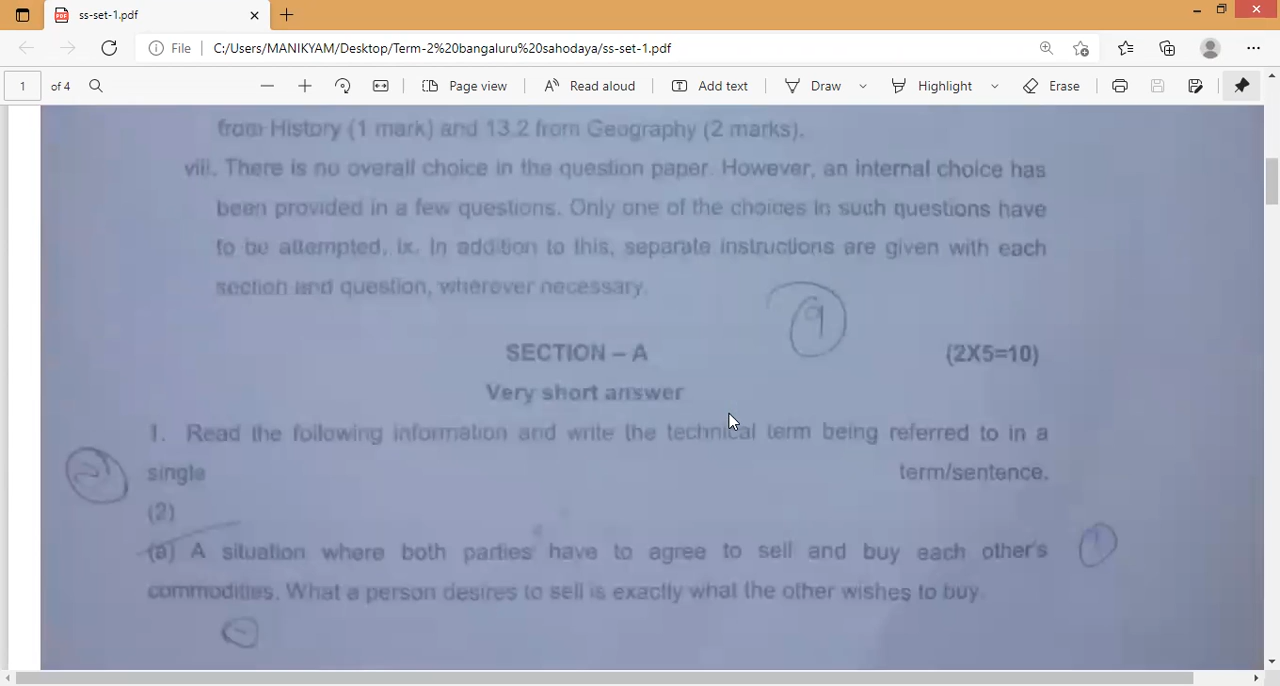 ss-set-1.pdf
File C:/Users/MANIKYAM/Desktop/Term-2%20bangaluru%20sahodaya/ss-set-1.pdf
1 of 4 Page view Read aloud Add text Draw Highlight Erase
from History (1 mark) and 13.2 from Geography (2 marks).
viii. There is no overall choice in the question paper. However, an internal choice has
been provided in a few questions. Only one of the choices in such questions have
to be attempted. ix. In addition to this, separate instructions are given with each
section and question, wherever necessary.
9
SECTION – A (2X5=10)
Very short answer
1. Read the following information and write the technical term being referred to in a
single term/sentence.
(2)
(a) A situation where both parties have to agree to sell and buy each other's
commodities. What a person desires to sell is exactly what the other wishes to buy.